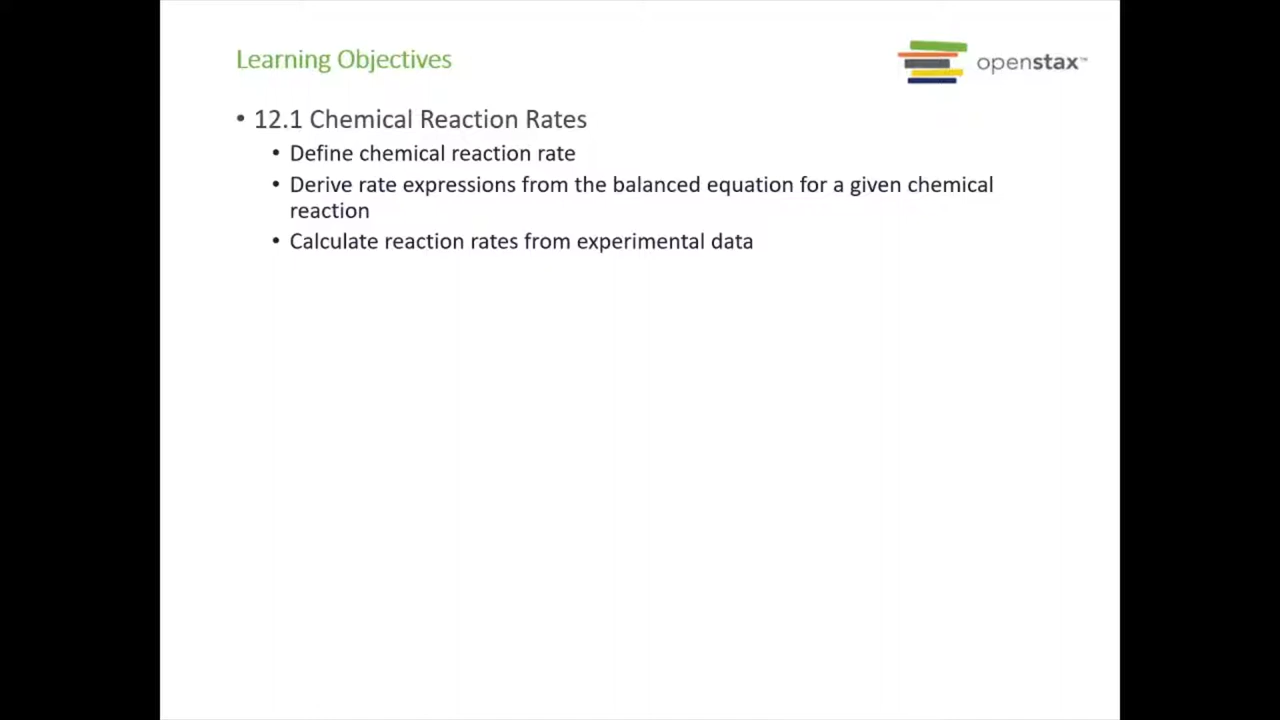 Learning Objectives
openstax™
• 12.1 Chemical Reaction Rates
• Define chemical reaction rate
• Derive rate expressions from the balanced equation for a given chemical
reaction
• Calculate reaction rates from experimental data